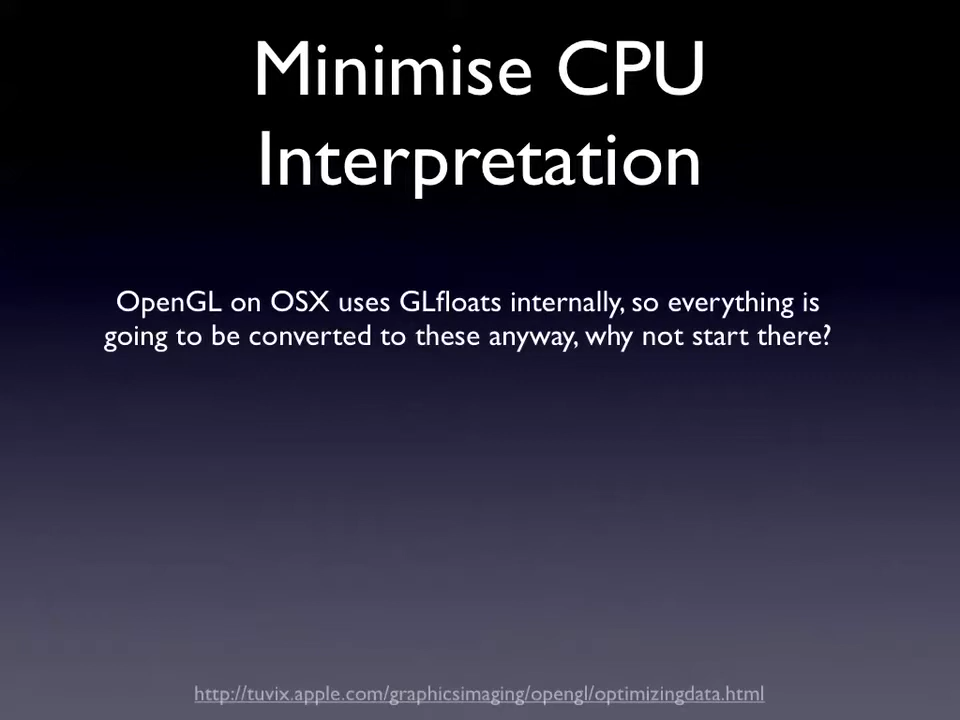 Minimise CPU
Interpretation
OpenGL on OSX uses GLfloats internally, so everything is
going to be converted to these anyway, why not start there?
http://tuvix.apple.com/graphicsimaging/opengl/optimizingdata.html